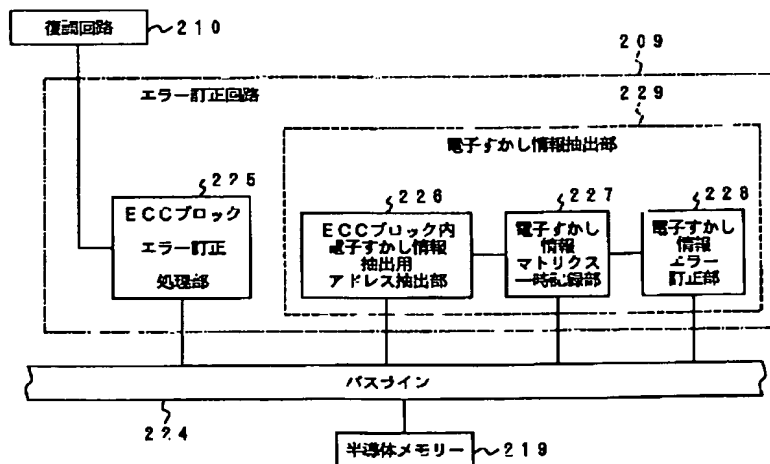 復調回路
210
209
エラー訂正回路
229
電子すかし情報抽出部
225
ECCブロック
エラー訂正
処理部
226
ECCブロック内
電子すかし情報
抽出用
アドレス抽出部
227
電子すかし
情報
マトリクス
一時記録部
228
電子すかし
情報
エラー
訂正部
バスライン
224
半導体メモリー
219